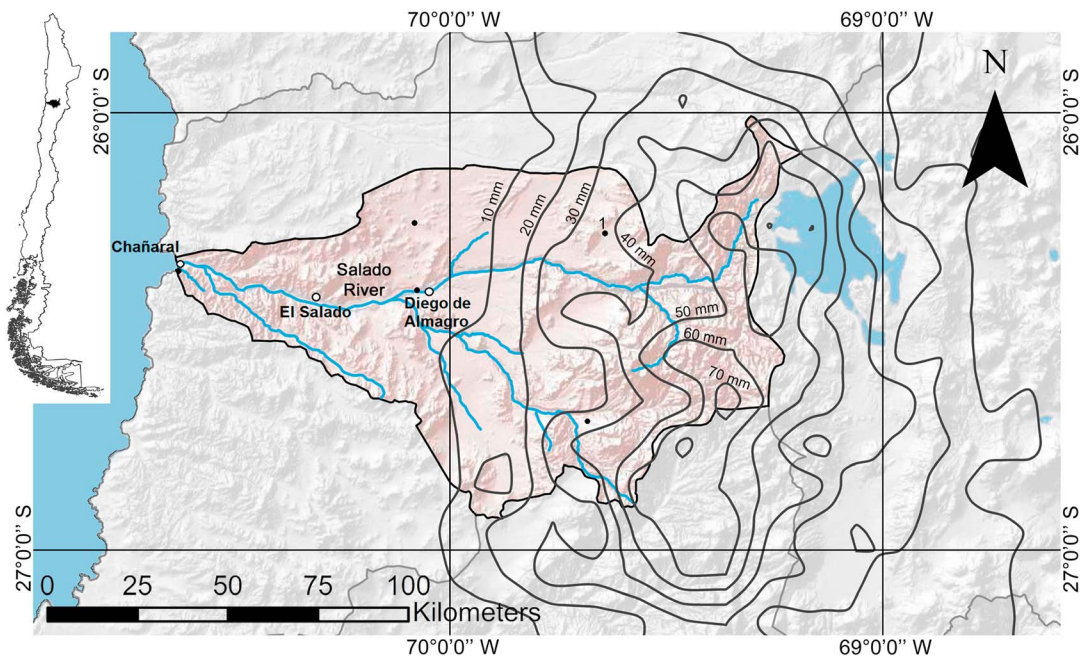 70°0'0'' W
69°0'0'' W
N
26°0'0'' S
26°0'0'' S
10 mm
20 mm
30 mm
1
40 mm
Chañaral
Salado
River
El Salado
Diego de
Almagro
50 mm
60 mm
70 mm
27°0'0'' S
27°0'0'' S
0 25 50 75 100
Kilometers
70°0'0'' W
69°0'0'' W